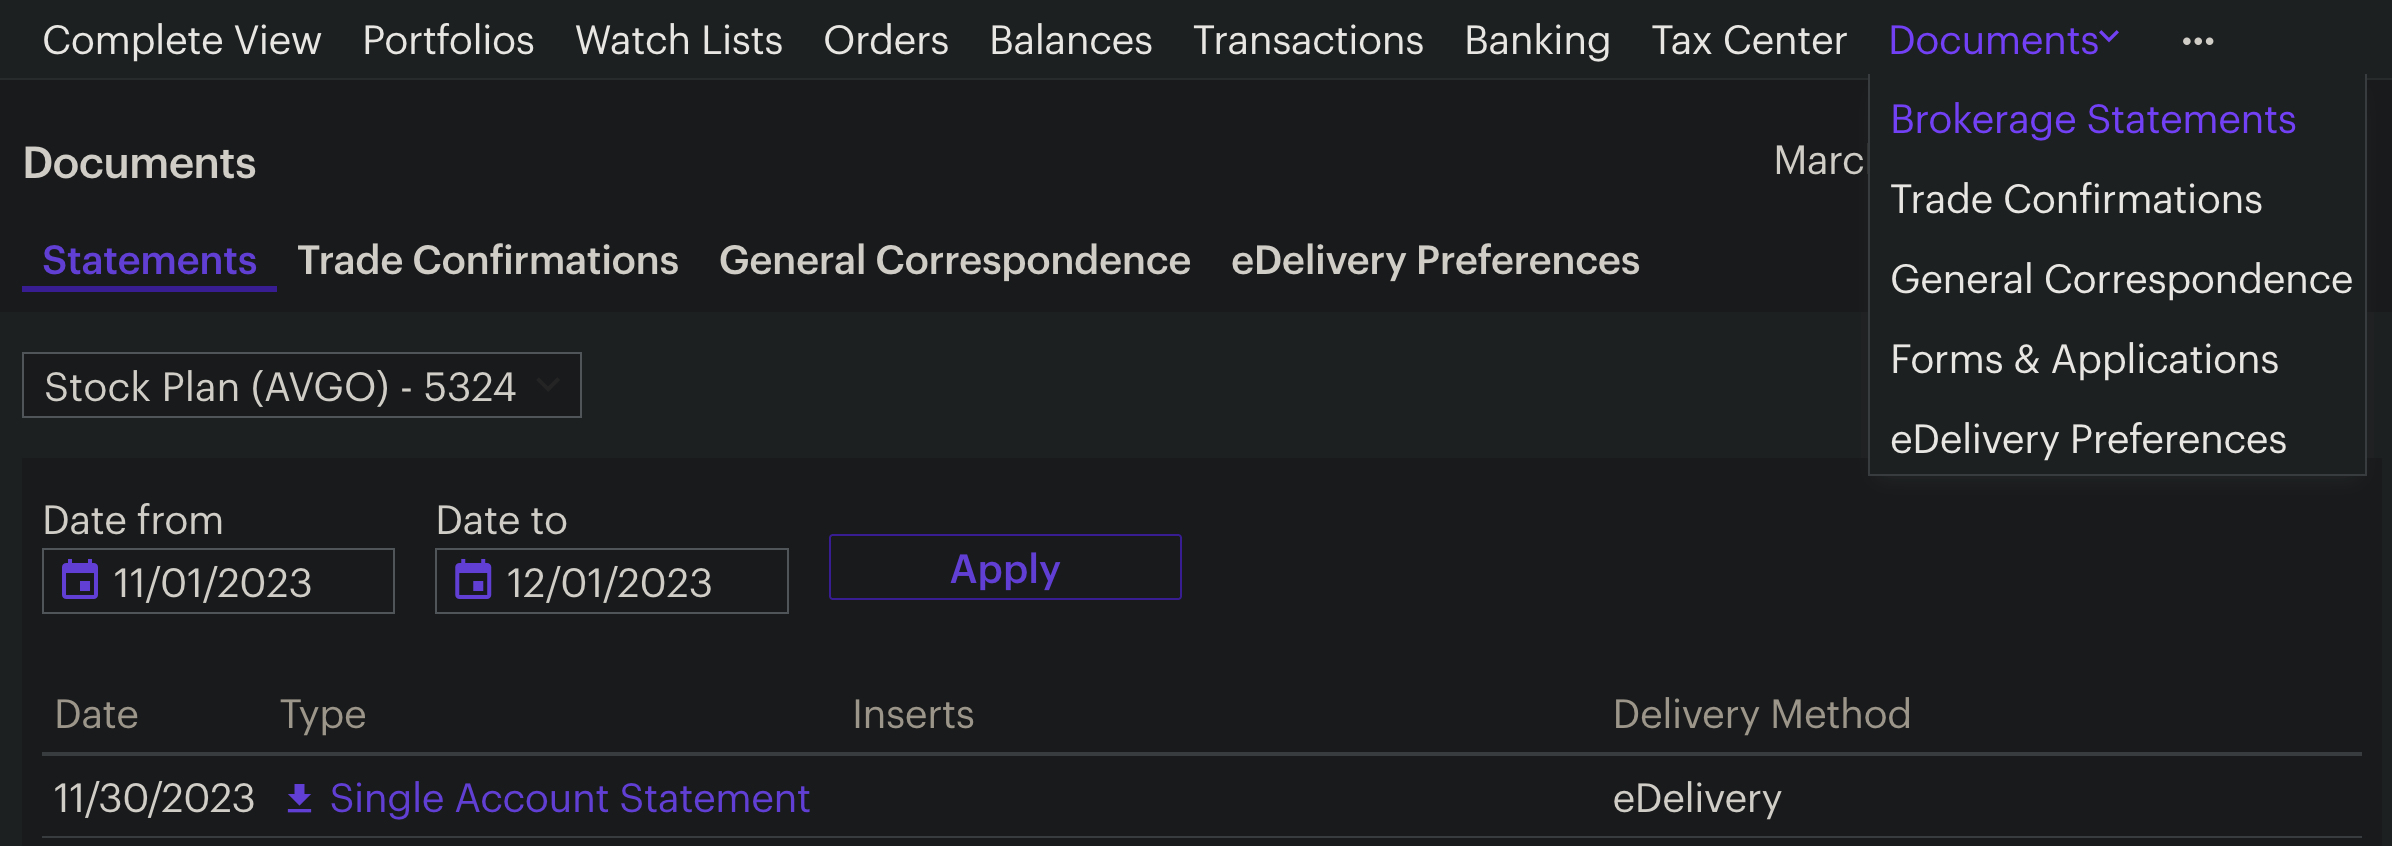 Complete View Portfolios Watch Lists Orders Balances Transactions Banking Tax Center Documents ...
Brokerage Statements
Trade Confirmations
General Correspondence
Forms & Applications
eDelivery Preferences
Documents
Statements Trade Confirmations General Correspondence eDelivery Preferences
Stock Plan (AVGO) - 5324
Date from Date to
11/01/2023 12/01/2023 Apply
Date Type Inserts Delivery Method
11/30/2023 Single Account Statement eDelivery